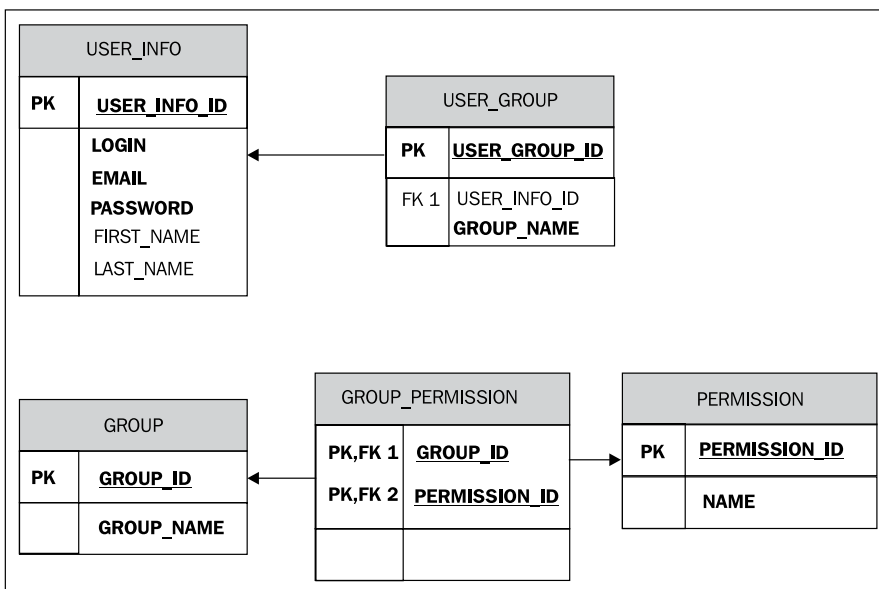 USER_INFO
PK USER_INFO_ID
LOGIN
EMAIL
PASSWORD
FIRST_NAME
LAST_NAME
USER_GROUP
PK USER_GROUP_ID
FK 1 USER_INFO_ID
GROUP_NAME
GROUP
PK GROUP_ID
GROUP_NAME
GROUP_PERMISSION
PK,FK 1 GROUP_ID
PK,FK 2 PERMISSION_ID
PERMISSION
PK PERMISSION_ID
NAME